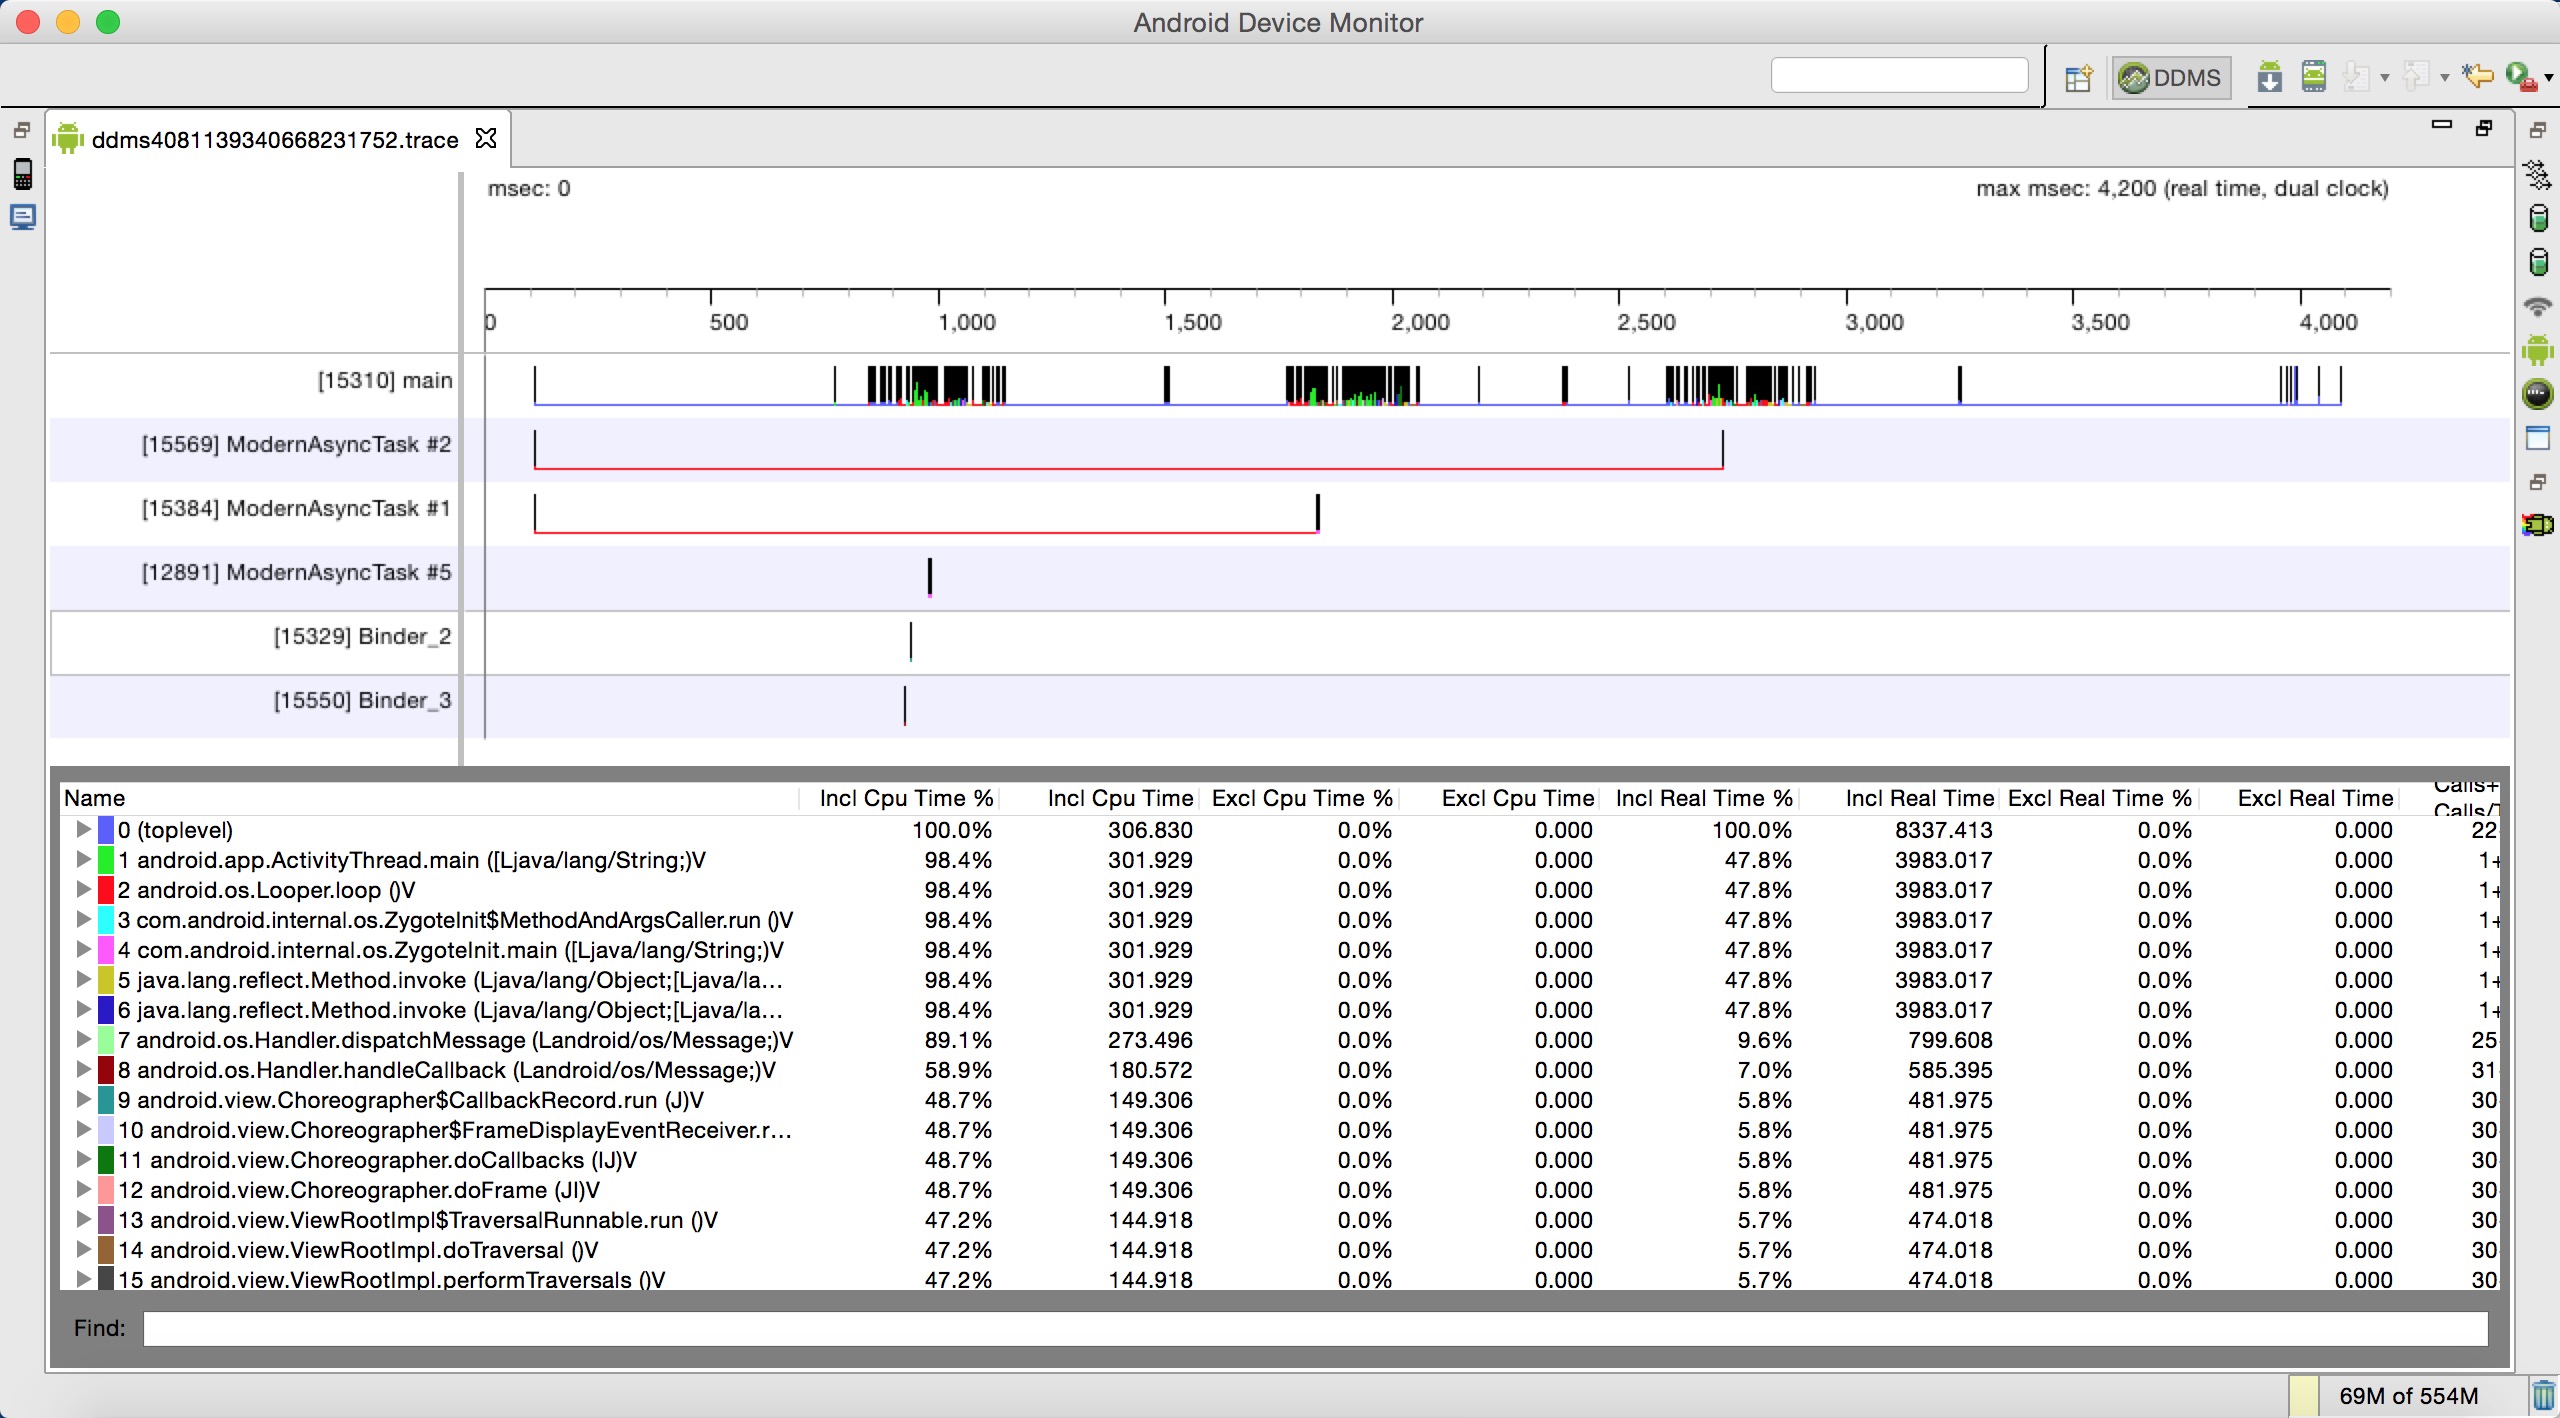 Android Device Monitor
DDMS
ddms4081139340668231752.trace
msec: 0 max msec: 4,200 (real time, dual clock)
0 500 1,000 1,500 2,000 2,500 3,000 3,500 4,000
[15310] main
[15569] ModernAsyncTask #2
[15384] ModernAsyncTask #1
[12891] ModernAsyncTask #5
[15329] Binder_2
[15550] Binder_3
Name Incl Cpu Time % Incl Cpu Time Excl Cpu Time % Excl Cpu Time Incl Real Time % Incl Real Time Excl Real Time % Excl Real Time Calls+
0 (toplevel) 100.0% 306.830 0.0% 0.000 100.0% 8337.413 0.0% 0.000 22
1 android.app.ActivityThread.main ([Ljava/lang/String;)V 98.4% 301.929 0.0% 0.000 47.8% 3983.017 0.0% 0.000 1+
2 android.os.Looper.loop ()V 98.4% 301.929 0.0% 0.000 47.8% 3983.017 0.0% 0.000 1+
3 com.android.internal.os.ZygoteInit$MethodAndArgsCaller.run ()V 98.4% 301.929 0.0% 0.000 47.8% 3983.017 0.0% 0.000 1+
4 com.android.internal.os.ZygoteInit.main ([Ljava/lang/String;)V 98.4% 301.929 0.0% 0.000 47.8% 3983.017 0.0% 0.000 1+
5 java.lang.reflect.Method.invoke (Ljava/lang/Object;[Ljava/la... 98.4% 301.929 0.0% 0.000 47.8% 3983.017 0.0% 0.000 1+
6 java.lang.reflect.Method.invoke (Ljava/lang/Object;[Ljava/la... 98.4% 301.929 0.0% 0.000 47.8% 3983.017 0.0% 0.000 1+
7 android.os.Handler.dispatchMessage (Landroid/os/Message;)V 89.1% 273.496 0.0% 0.000 9.6% 799.608 0.0% 0.000 25
8 android.os.Handler.handleCallback (Landroid/os/Message;)V 58.9% 180.572 0.0% 0.000 7.0% 585.395 0.0% 0.000 31
9 android.view.Choreographer$CallbackRecord.run (J)V 48.7% 149.306 0.0% 0.000 5.8% 481.975 0.0% 0.000 30
10 android.view.Choreographer$FrameDisplayEventReceiver.r... 48.7% 149.306 0.0% 0.000 5.8% 481.975 0.0% 0.000 30
11 android.view.Choreographer.doCallbacks (IJ)V 48.7% 149.306 0.0% 0.000 5.8% 481.975 0.0% 0.000 30
12 android.view.Choreographer.doFrame (JI)V 48.7% 149.306 0.0% 0.000 5.8% 481.975 0.0% 0.000 30
13 android.view.ViewRootImpl$TraversalRunnable.run ()V 47.2% 144.918 0.0% 0.000 5.7% 474.018 0.0% 0.000 30
14 android.view.ViewRootImpl.doTraversal ()V 47.2% 144.918 0.0% 0.000 5.7% 474.018 0.0% 0.000 30
15 android.view.ViewRootImpl.performTraversals ()V 47.2% 144.918 0.0% 0.000 5.7% 474.018 0.0% 0.000 30
Find:
69M of 554M